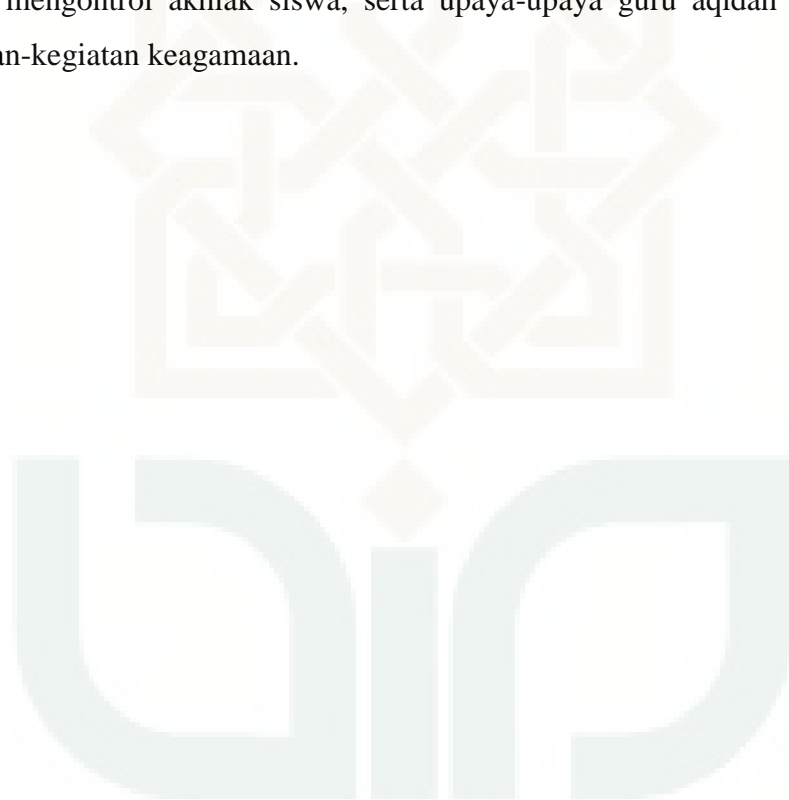 mengontrol akhlak siswa, serta upaya-upaya guru aqidah
an-kegiatan keagamaan.